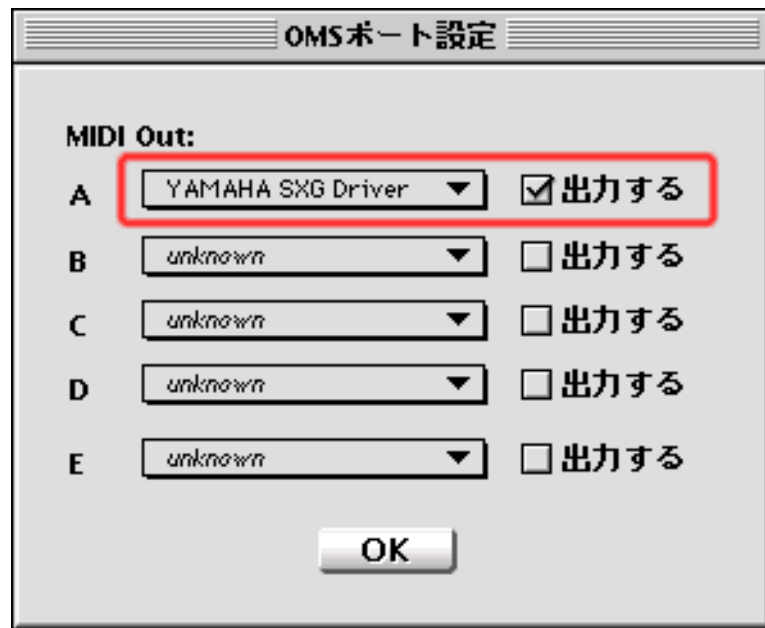 OMSポート設定
MIDI Out:
A YAMAHA SXG Driver 出力する
B unknown 出力する
C unknown 出力する
D unknown 出力する
E unknown 出力する
OK